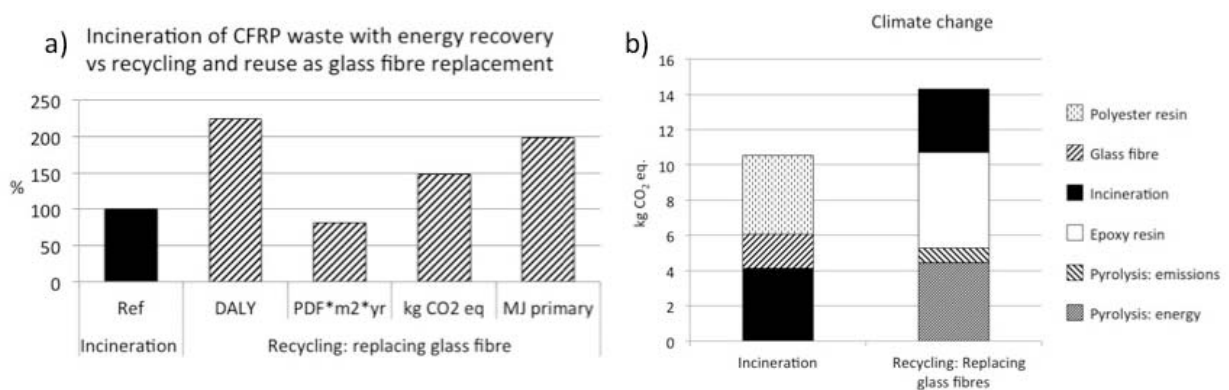 a) Incineration of CFRP waste with energy recovery
vs recycling and reuse as glass fibre replacement
250
200
150
100
50
0
%
Ref
DALY
PDF*m2*yr
kg CO2 eq
MJ primary
Incineration
Recycling: replacing glass fibre
b)
Climate change
16
14
12
10
8
6
4
2
0
kg CO₂ eq.
Incineration
Recycling: Replacing
glass fibres
Polyester resin
Glass fibre
Incineration
Epoxy resin
Pyrolysis: emissions
Pyrolysis: energy